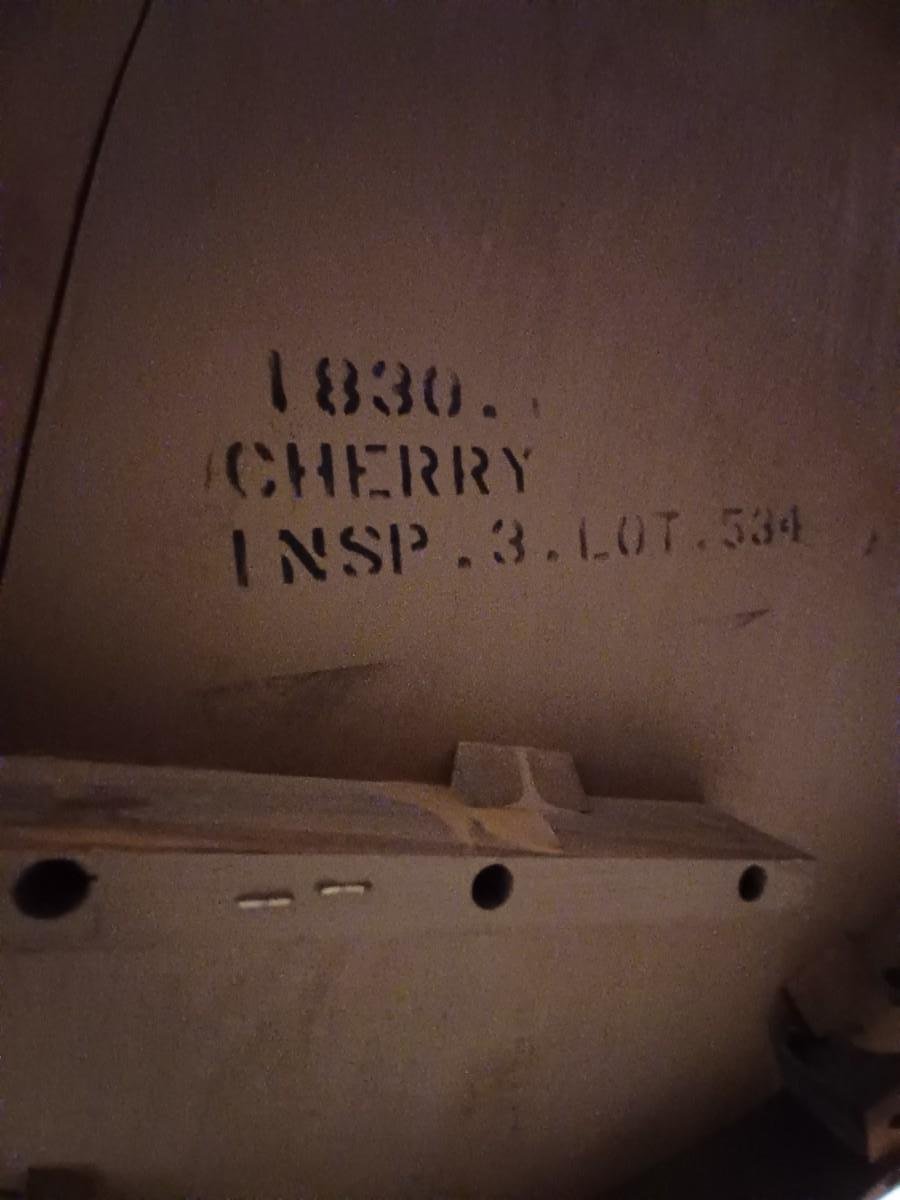 1830.
CHERRY
INSP.3.LOT.534